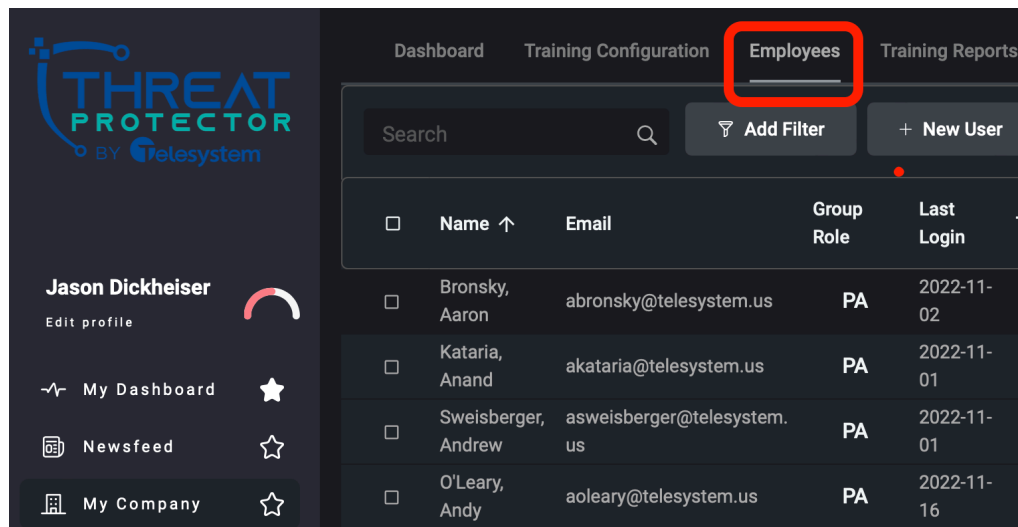 THREAT
PROTECTOR
BY Telesystem
Jason Dickheiser
Edit profile
My Dashboard
Newsfeed
My Company
Dashboard Training Configuration Employees Training Reports
Search Add Filter + New User
Name ↑ Email Group Role Last Login
Bronsky, Aaron abronsky@telesystem.us PA 2022-11-02
Kataria, Anand akataria@telesystem.us PA 2022-11-01
Sweisberger, Andrew asweisberger@telesystem.us PA 2022-11-01
O'Leary, Andy aoleary@telesystem.us PA 2022-11-16